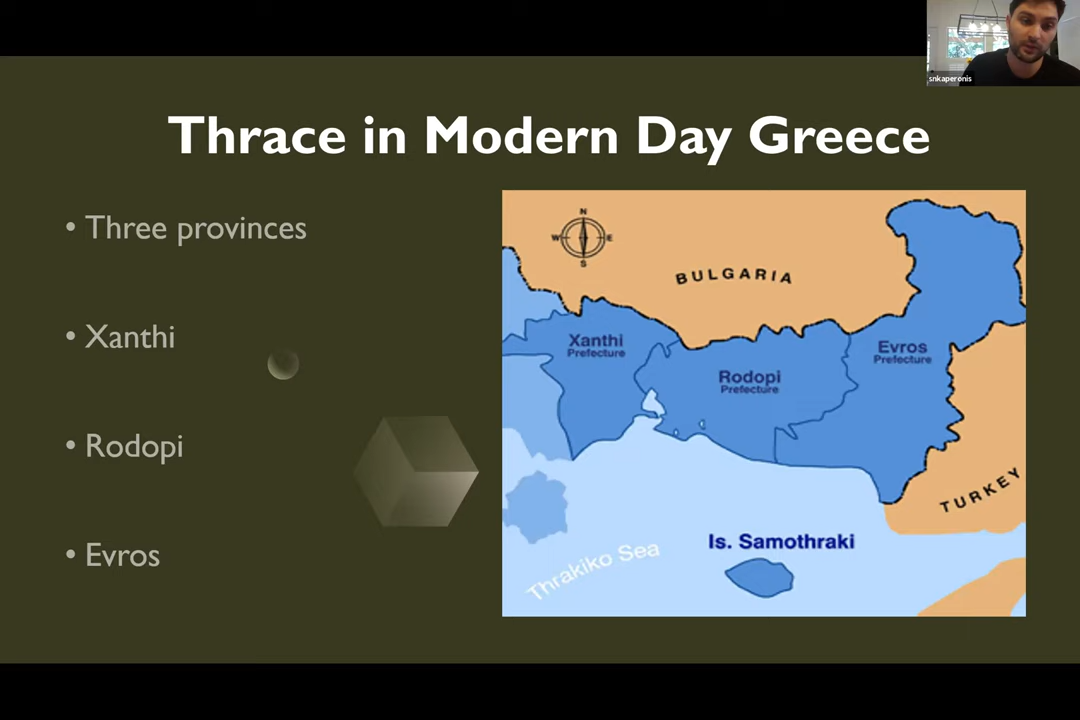 snkaperonis
Thrace in Modern Day Greece
• Three provinces
• Xanthi
• Rodopi
• Evros
N
W
E
S
BULGARIA
Xanthi
Prefecture
Rodopi
Prefecture
Evros
Prefecture
TURKEY
Is. Samothraki
Thrakiko Sea